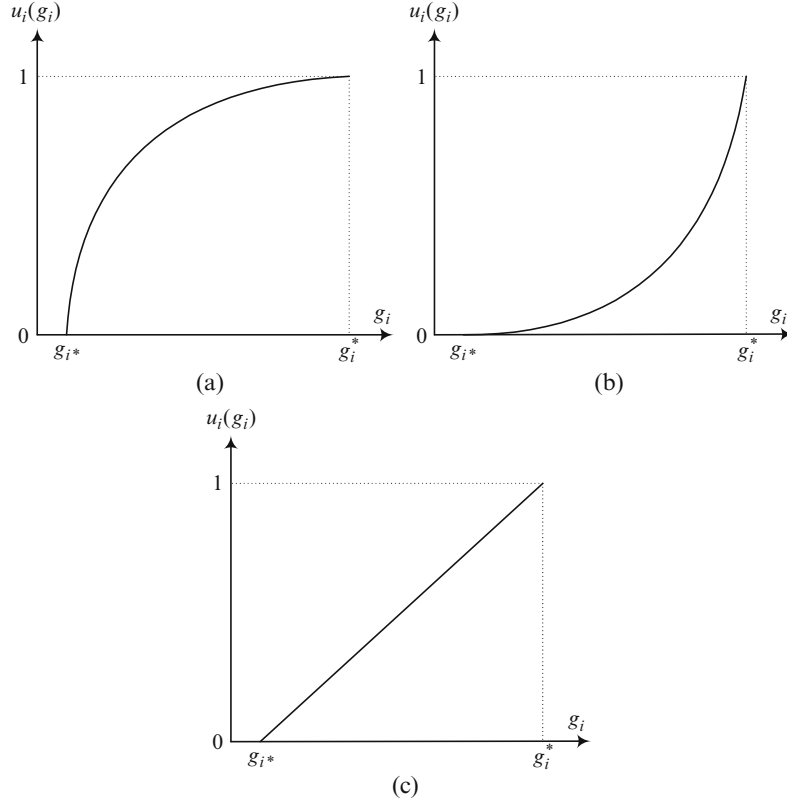 u_i(g_i)
1
0
g_{i*}
g_i^*
g_i
(a)
u_i(g_i)
1
0
g_{i*}
g_i^*
g_i
(b)
u_i(g_i)
1
0
g_{i*}
g_i^*
g_i
(c)